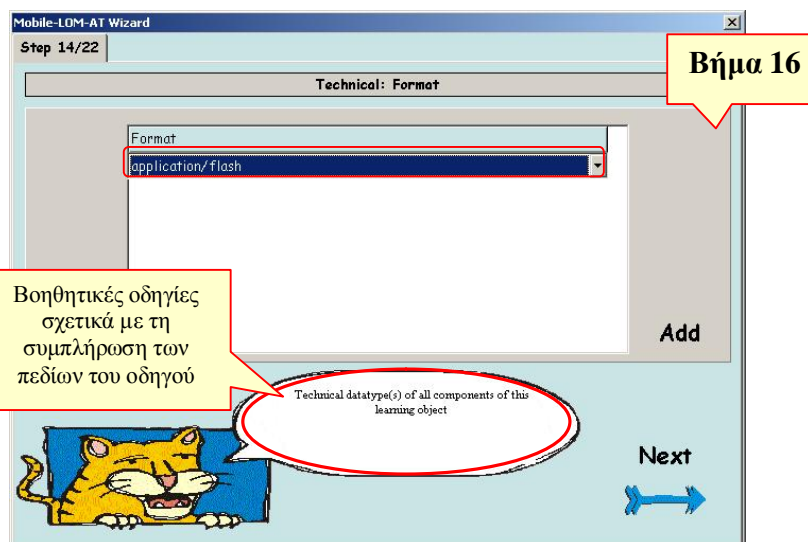 Mobile-LOM-AT Wizard
Step 14/22
Βήμα 16
Technical: Format
Format
application/flash
Βοηθητικές οδηγίες
σχετικά με τη
συμπλήρωση των
πεδίων του οδηγού
Add
Technical datatype(s) of all components of this
learning object
Next